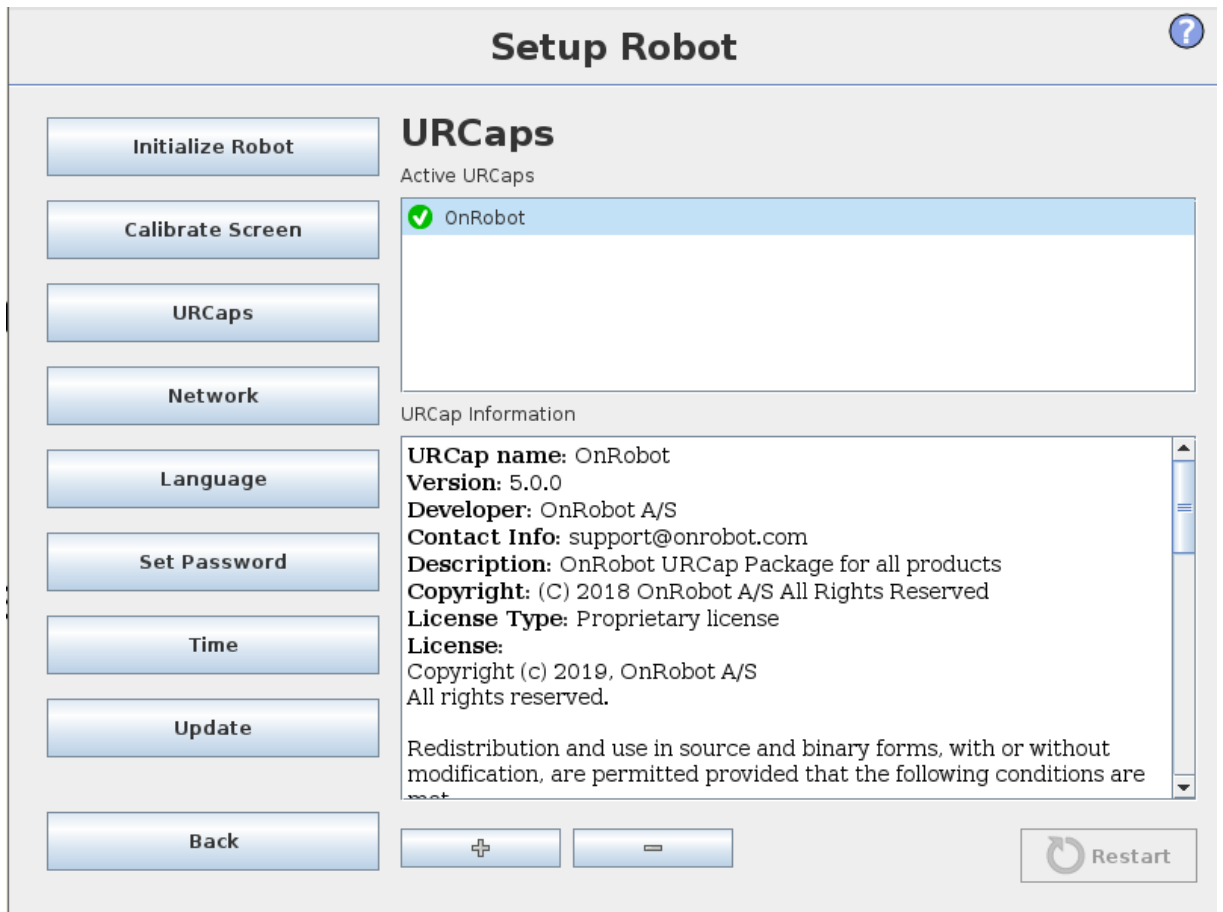 Setup Robot
?
Initialize Robot
Calibrate Screen
URCaps
Network
Language
Set Password
Time
Update
Back
URCaps
Active URCaps
OnRobot
URCap Information
URCap name: OnRobot
Version: 5.0.0
Developer: OnRobot A/S
Contact Info: support@onrobot.com
Description: OnRobot URCap Package for all products
Copyright: (C) 2018 OnRobot A/S All Rights Reserved
License Type: Proprietary license
License:
Copyright (c) 2019, OnRobot A/S
All rights reserved.
Redistribution and use in source and binary forms, with or without
modification, are permitted provided that the following conditions are
met
Restart